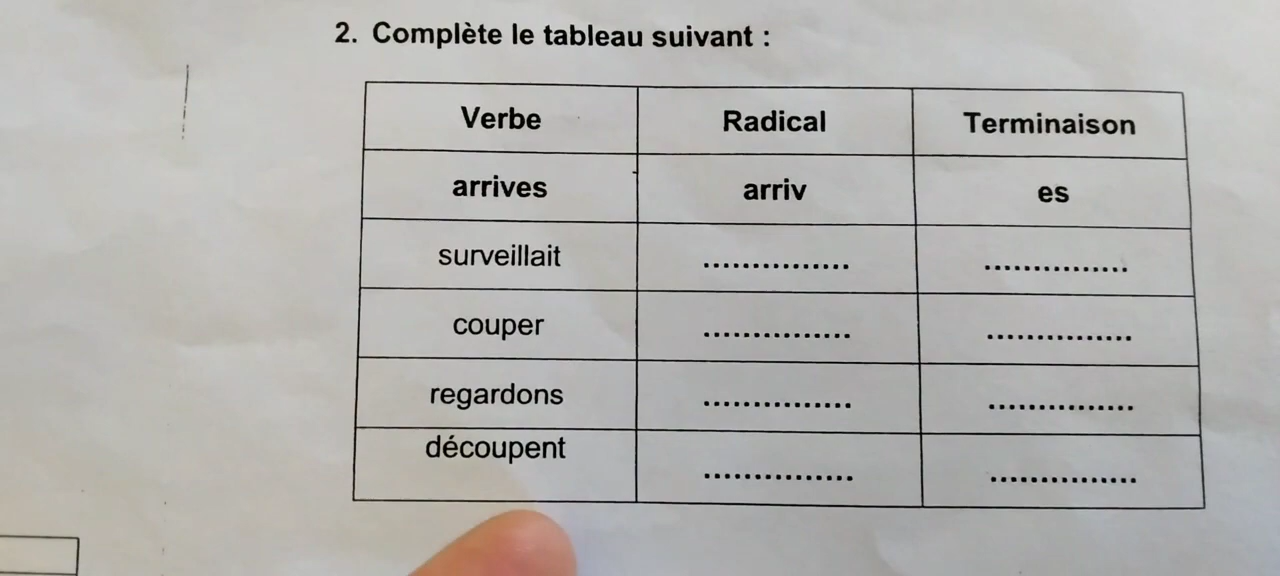 2. Complète le tableau suivant :
Verbe Radical Terminaison
arrives arriv es
surveillait ............... ...............
couper ............... ...............
regardons ............... ...............
découpent ............... ...............